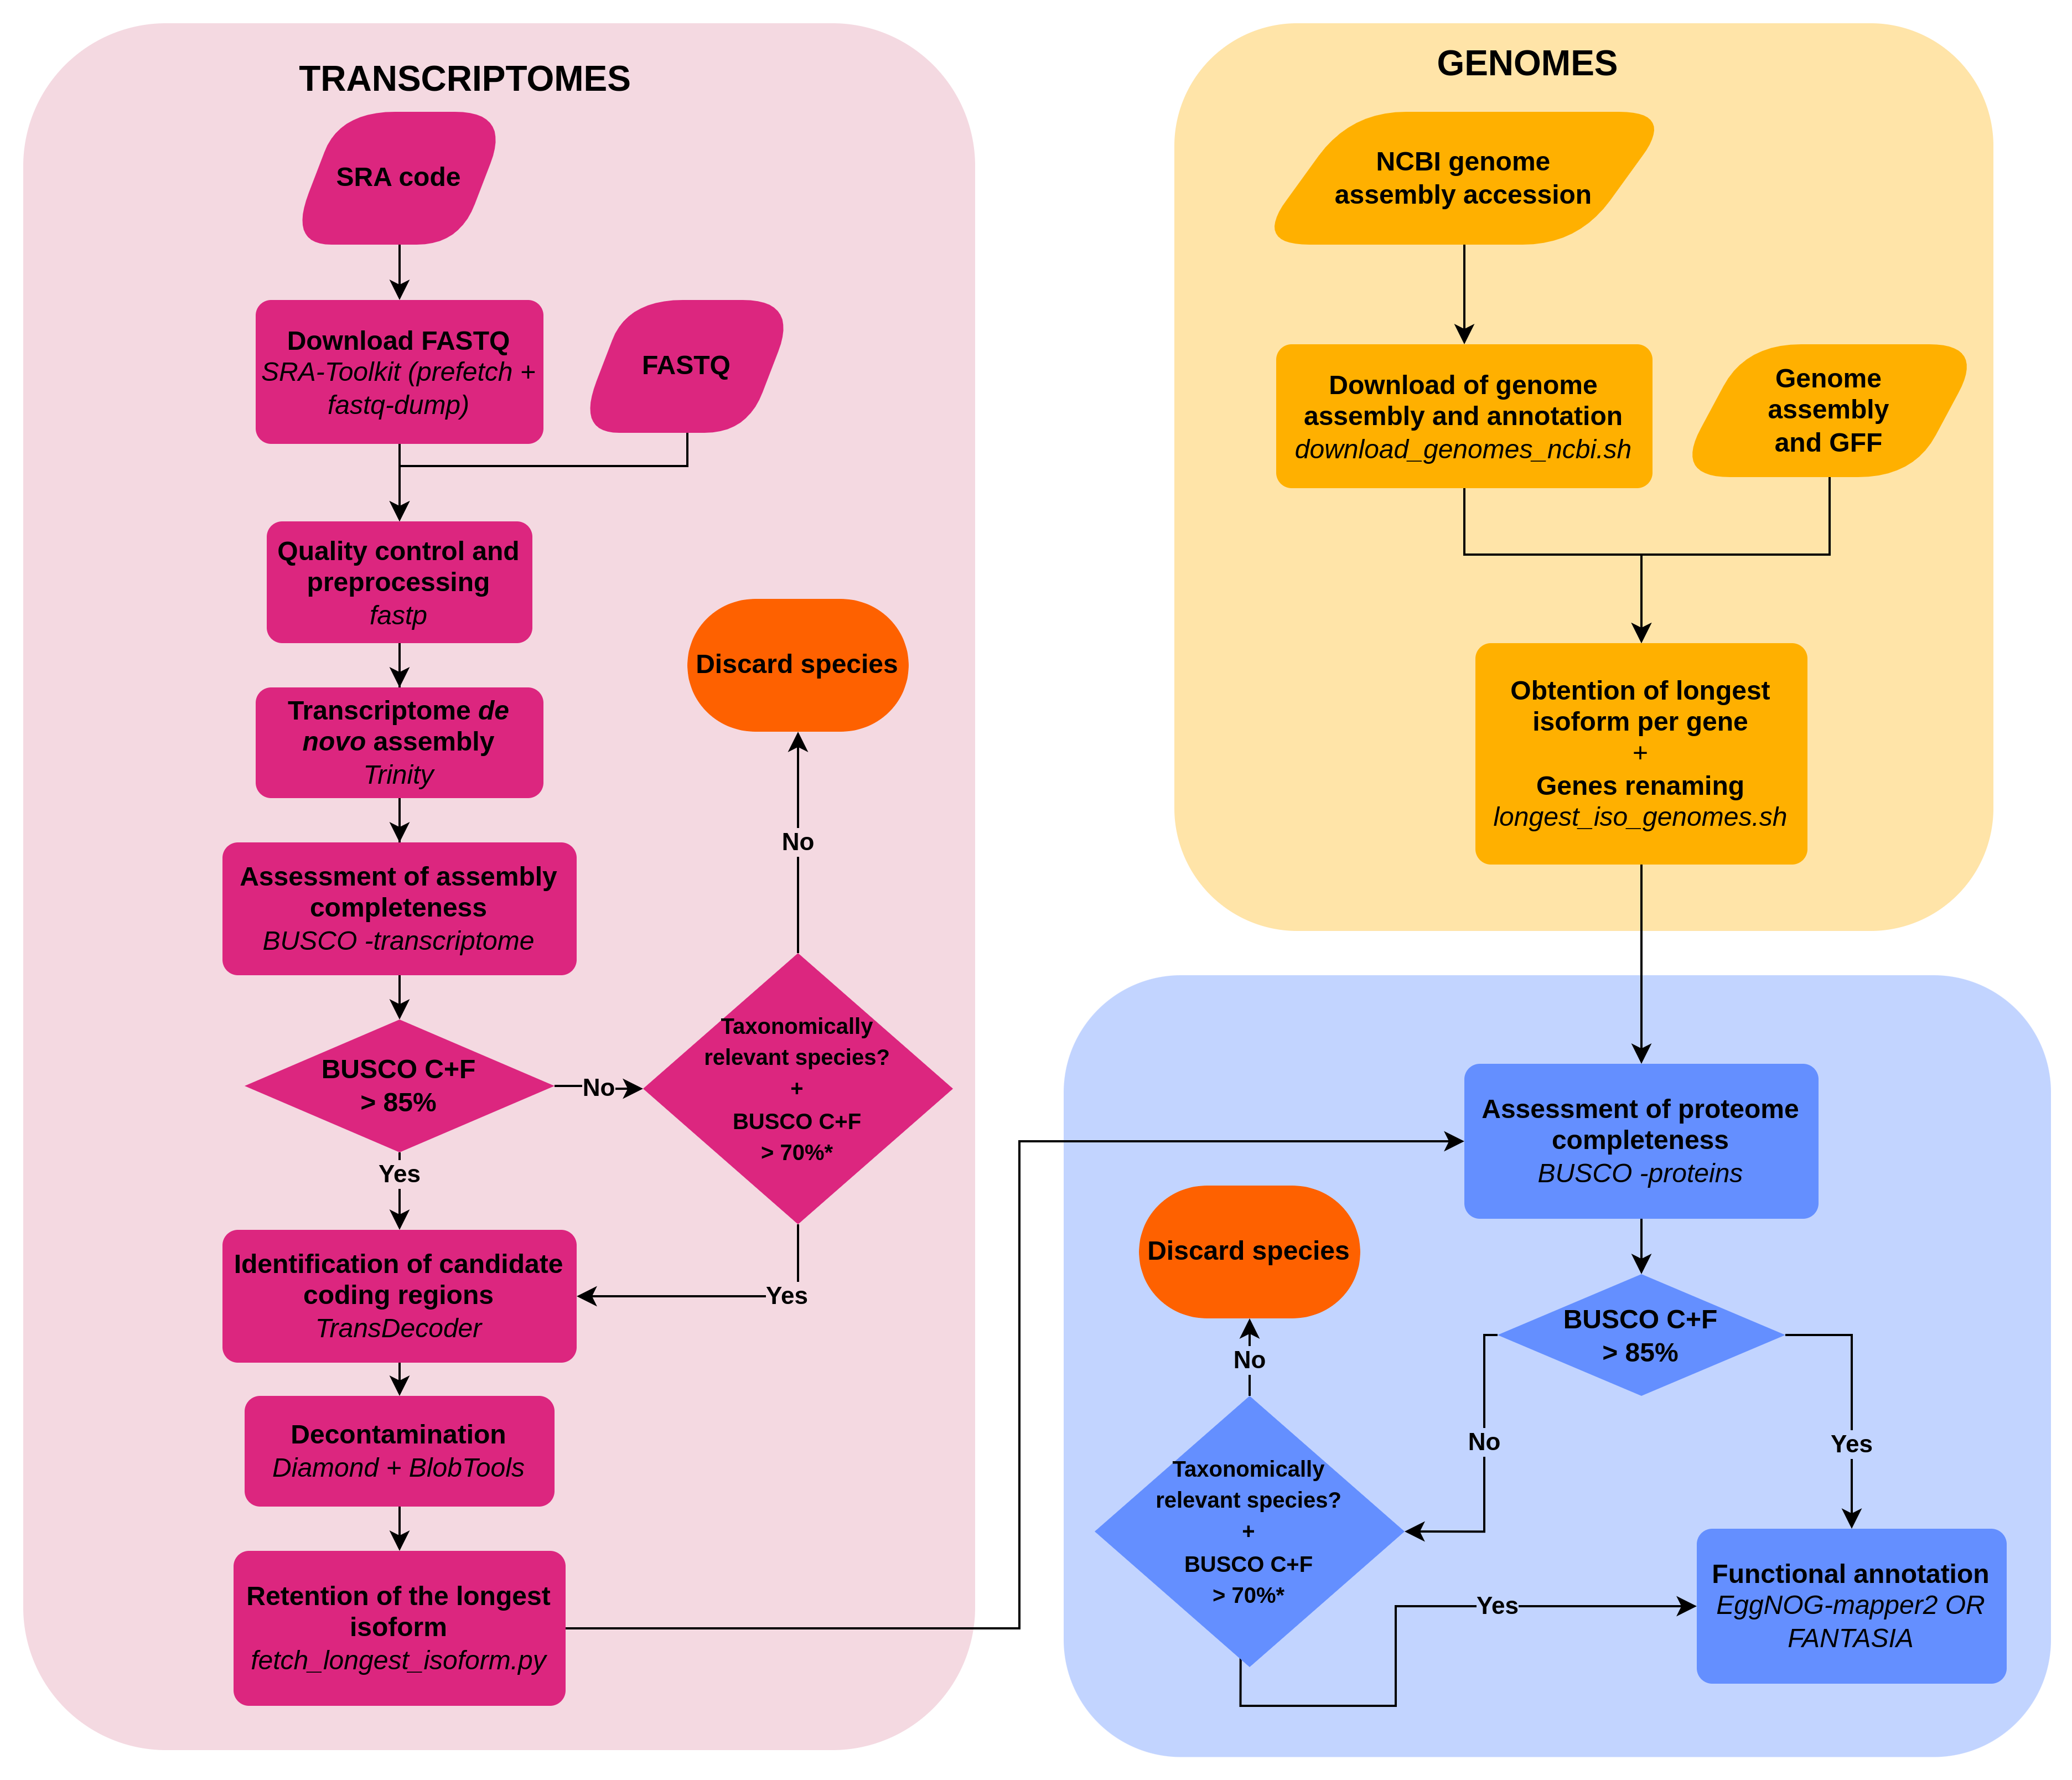 TRANSCRIPTOMES
SRA code
Download FASTQ
SRA-Toolkit (prefetch +
fastq-dump)
FASTQ
Quality control and
preprocessing
fastp
Transcriptome de
novo assembly
Trinity
Discard species
No
Assessment of assembly
completeness
BUSCO -transcriptome
BUSCO C+F
> 85%
No
Taxonomically
relevant species?
+
BUSCO C+F
> 70%*
Yes
Yes
Identification of candidate
coding regions
TransDecoder
Decontamination
Diamond + BlobTools
Retention of the longest
isoform
fetch_longest_isoform.py
GENOMES
NCBI genome
assembly accession
Download of genome
assembly and annotation
download_genomes_ncbi.sh
Genome
assembly
and GFF
Obtention of longest
isoform per gene
+
Genes renaming
longest_iso_genomes.sh
Assessment of proteome
completeness
BUSCO -proteins
Discard species
BUSCO C+F
> 85%
No
No
Yes
Taxonomically
relevant species?
+
BUSCO C+F
> 70%*
Yes
Functional annotation
EggNOG-mapper2 OR
FANTASIA